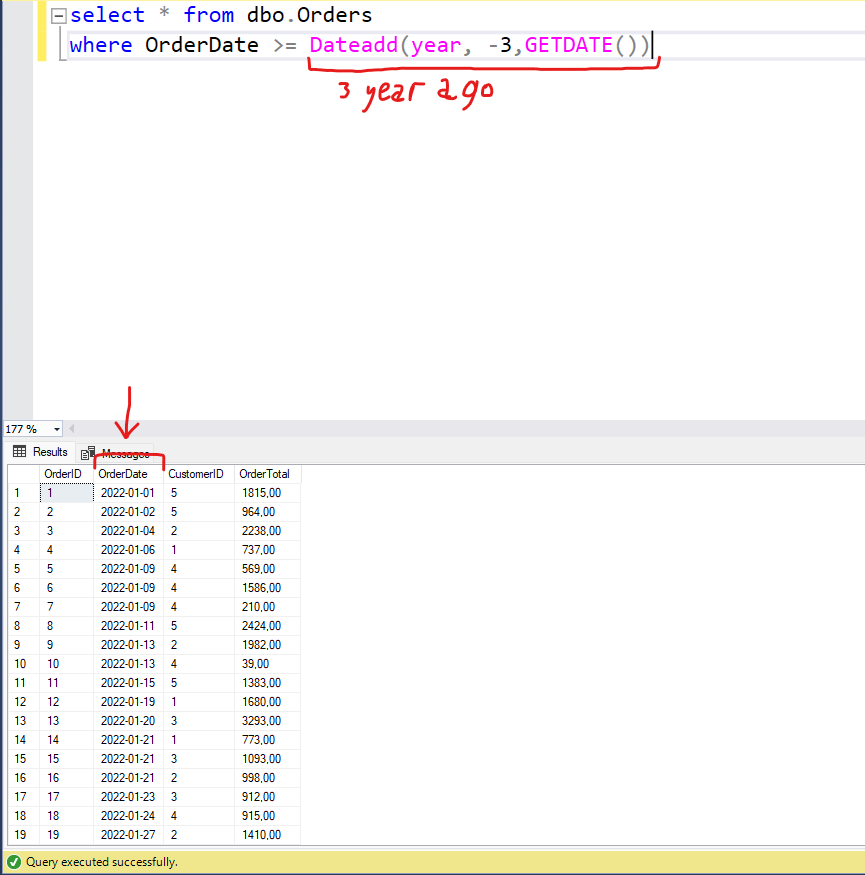 select * from dbo.Orders
where OrderDate >= Dateadd(year, -3,GETDATE())
3 year ago
177 %
Results Messages
OrderID OrderDate CustomerID OrderTotal
1 1 2022-01-01 5 1815,00
2 2 2022-01-02 5 964,00
3 3 2022-01-04 2 2238,00
4 4 2022-01-06 1 737,00
5 5 2022-01-09 4 569,00
6 6 2022-01-09 4 1586,00
7 7 2022-01-09 4 210,00
8 8 2022-01-11 5 2424,00
9 9 2022-01-13 2 1982,00
10 10 2022-01-13 4 39,00
11 11 2022-01-15 5 1383,00
12 12 2022-01-19 1 1680,00
13 13 2022-01-20 3 3293,00
14 14 2022-01-21 1 773,00
15 15 2022-01-21 3 1093,00
16 16 2022-01-21 2 998,00
17 17 2022-01-23 3 912,00
18 18 2022-01-24 4 915,00
19 19 2022-01-27 2 1410,00
Query executed successfully.